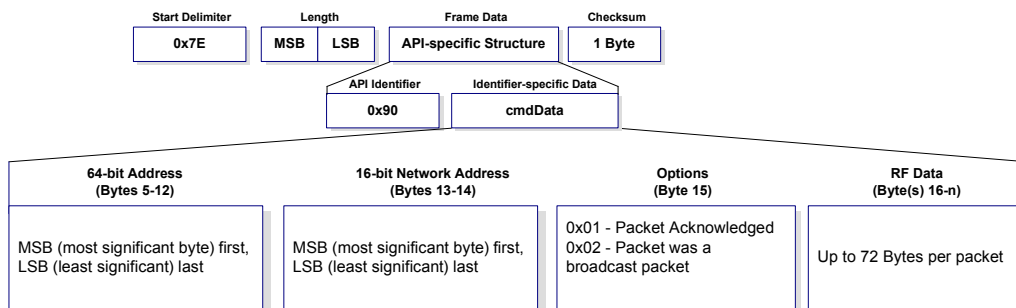 Start Delimiter
Length
Frame Data
Checksum
0x7E
MSB
LSB
API-specific Structure
1 Byte
API Identifier
Identifier-specific Data
0x90
cmdData
64-bit Address
(Bytes 5-12)
16-bit Network Address
(Bytes 13-14)
Options
(Byte 15)
RF Data
(Byte(s) 16-n)
MSB (most significant byte) first,
LSB (least significant) last
MSB (most significant byte) first,
LSB (least significant) last
0x01 - Packet Acknowledged
0x02 - Packet was a
broadcast packet
Up to 72 Bytes per packet